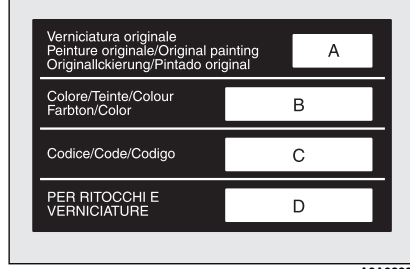 Verniciatura originale
Peinture originale/Original painting
Originallckierung/Pintado original
A
Colore/Teinte/Colour
Farbton/Color
B
Codice/Code/Codigo
C
PER RITOCCHI E
VERNICIATURE
D